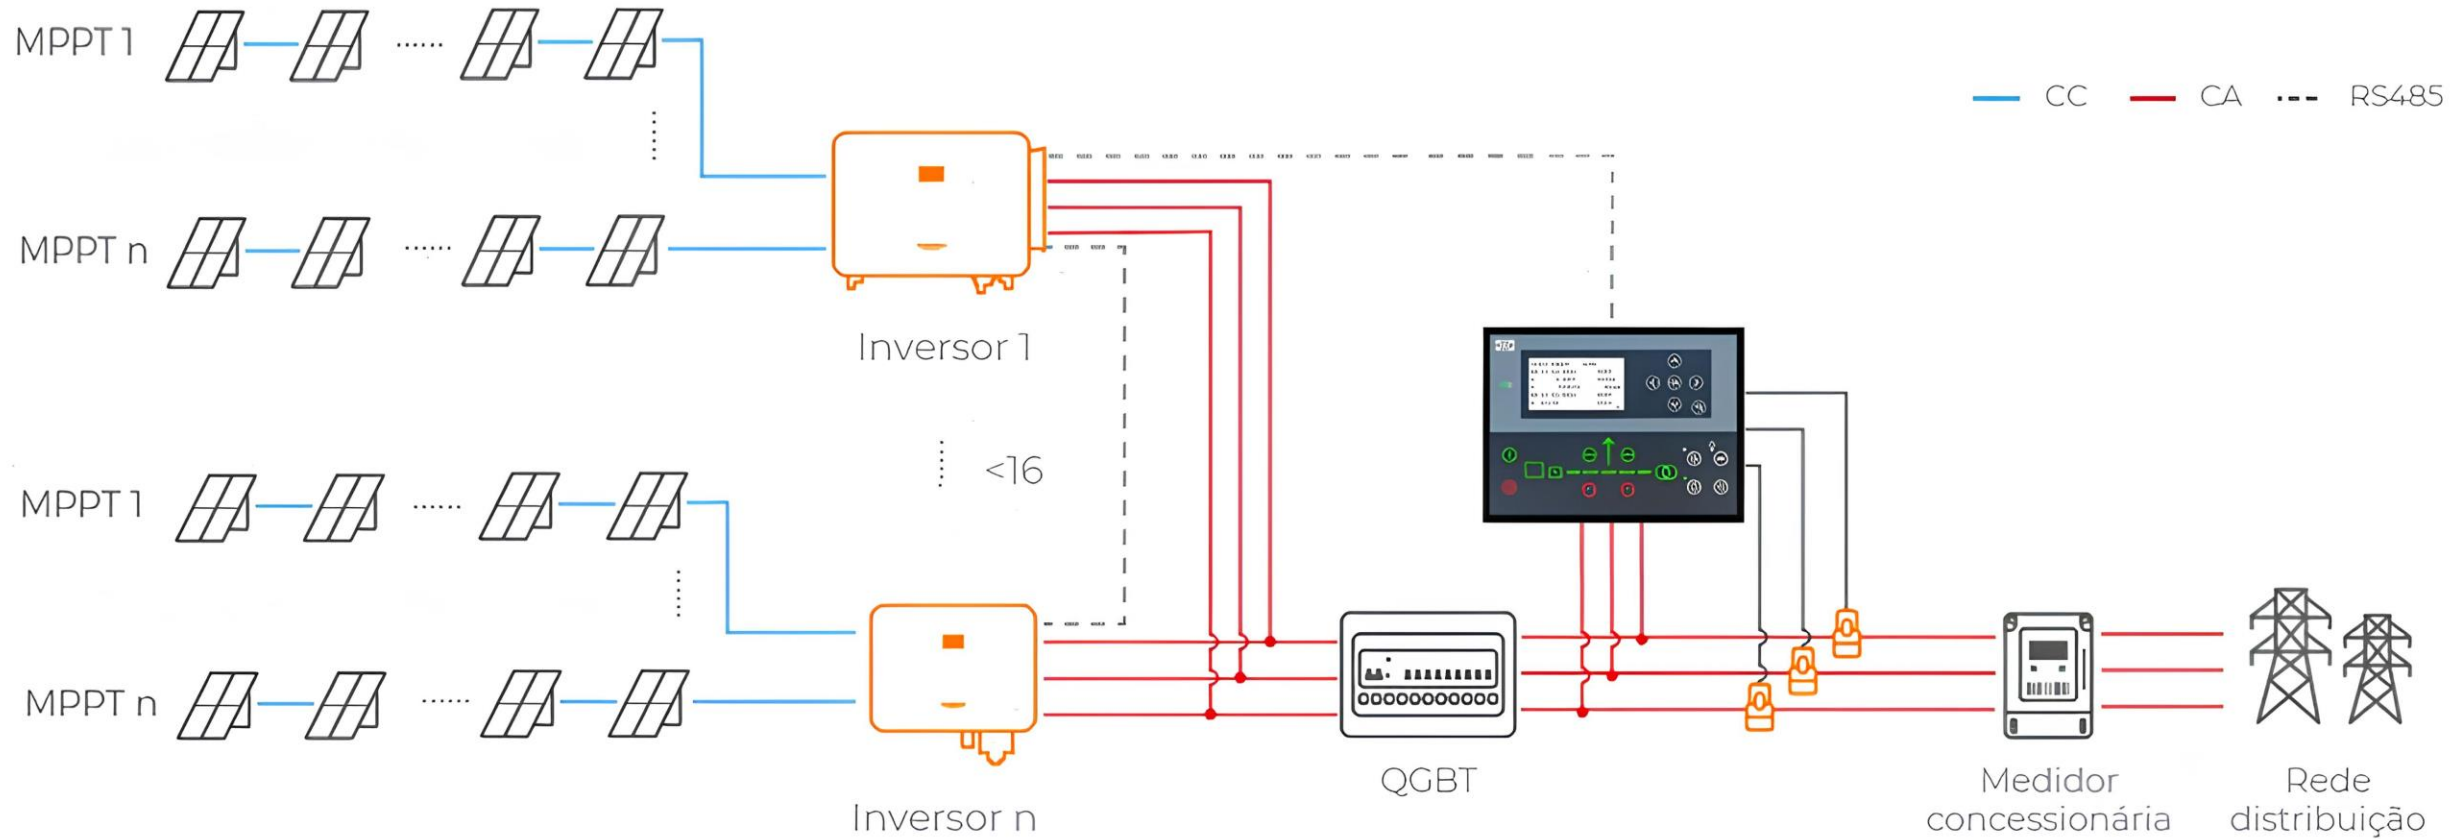 MPPT 1
CC
CA
RS485
MPPT n
Inversor 1
<16
MPPT 1
MPPT n
Inversor n
QGBT
Medidor
concessionária
Rede
distribuição